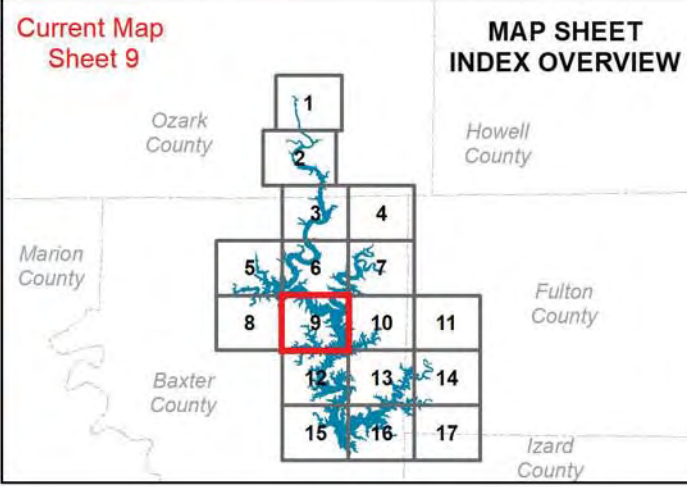 Current Map
Sheet 9
MAP SHEET
INDEX OVERVIEW
Ozark
County
Howell
County
Marion
County
Fulton
County
Baxter
County
Izard
County
1
2
3 4
5 6 7
8 9 10 11
12 13 14
15 16 17